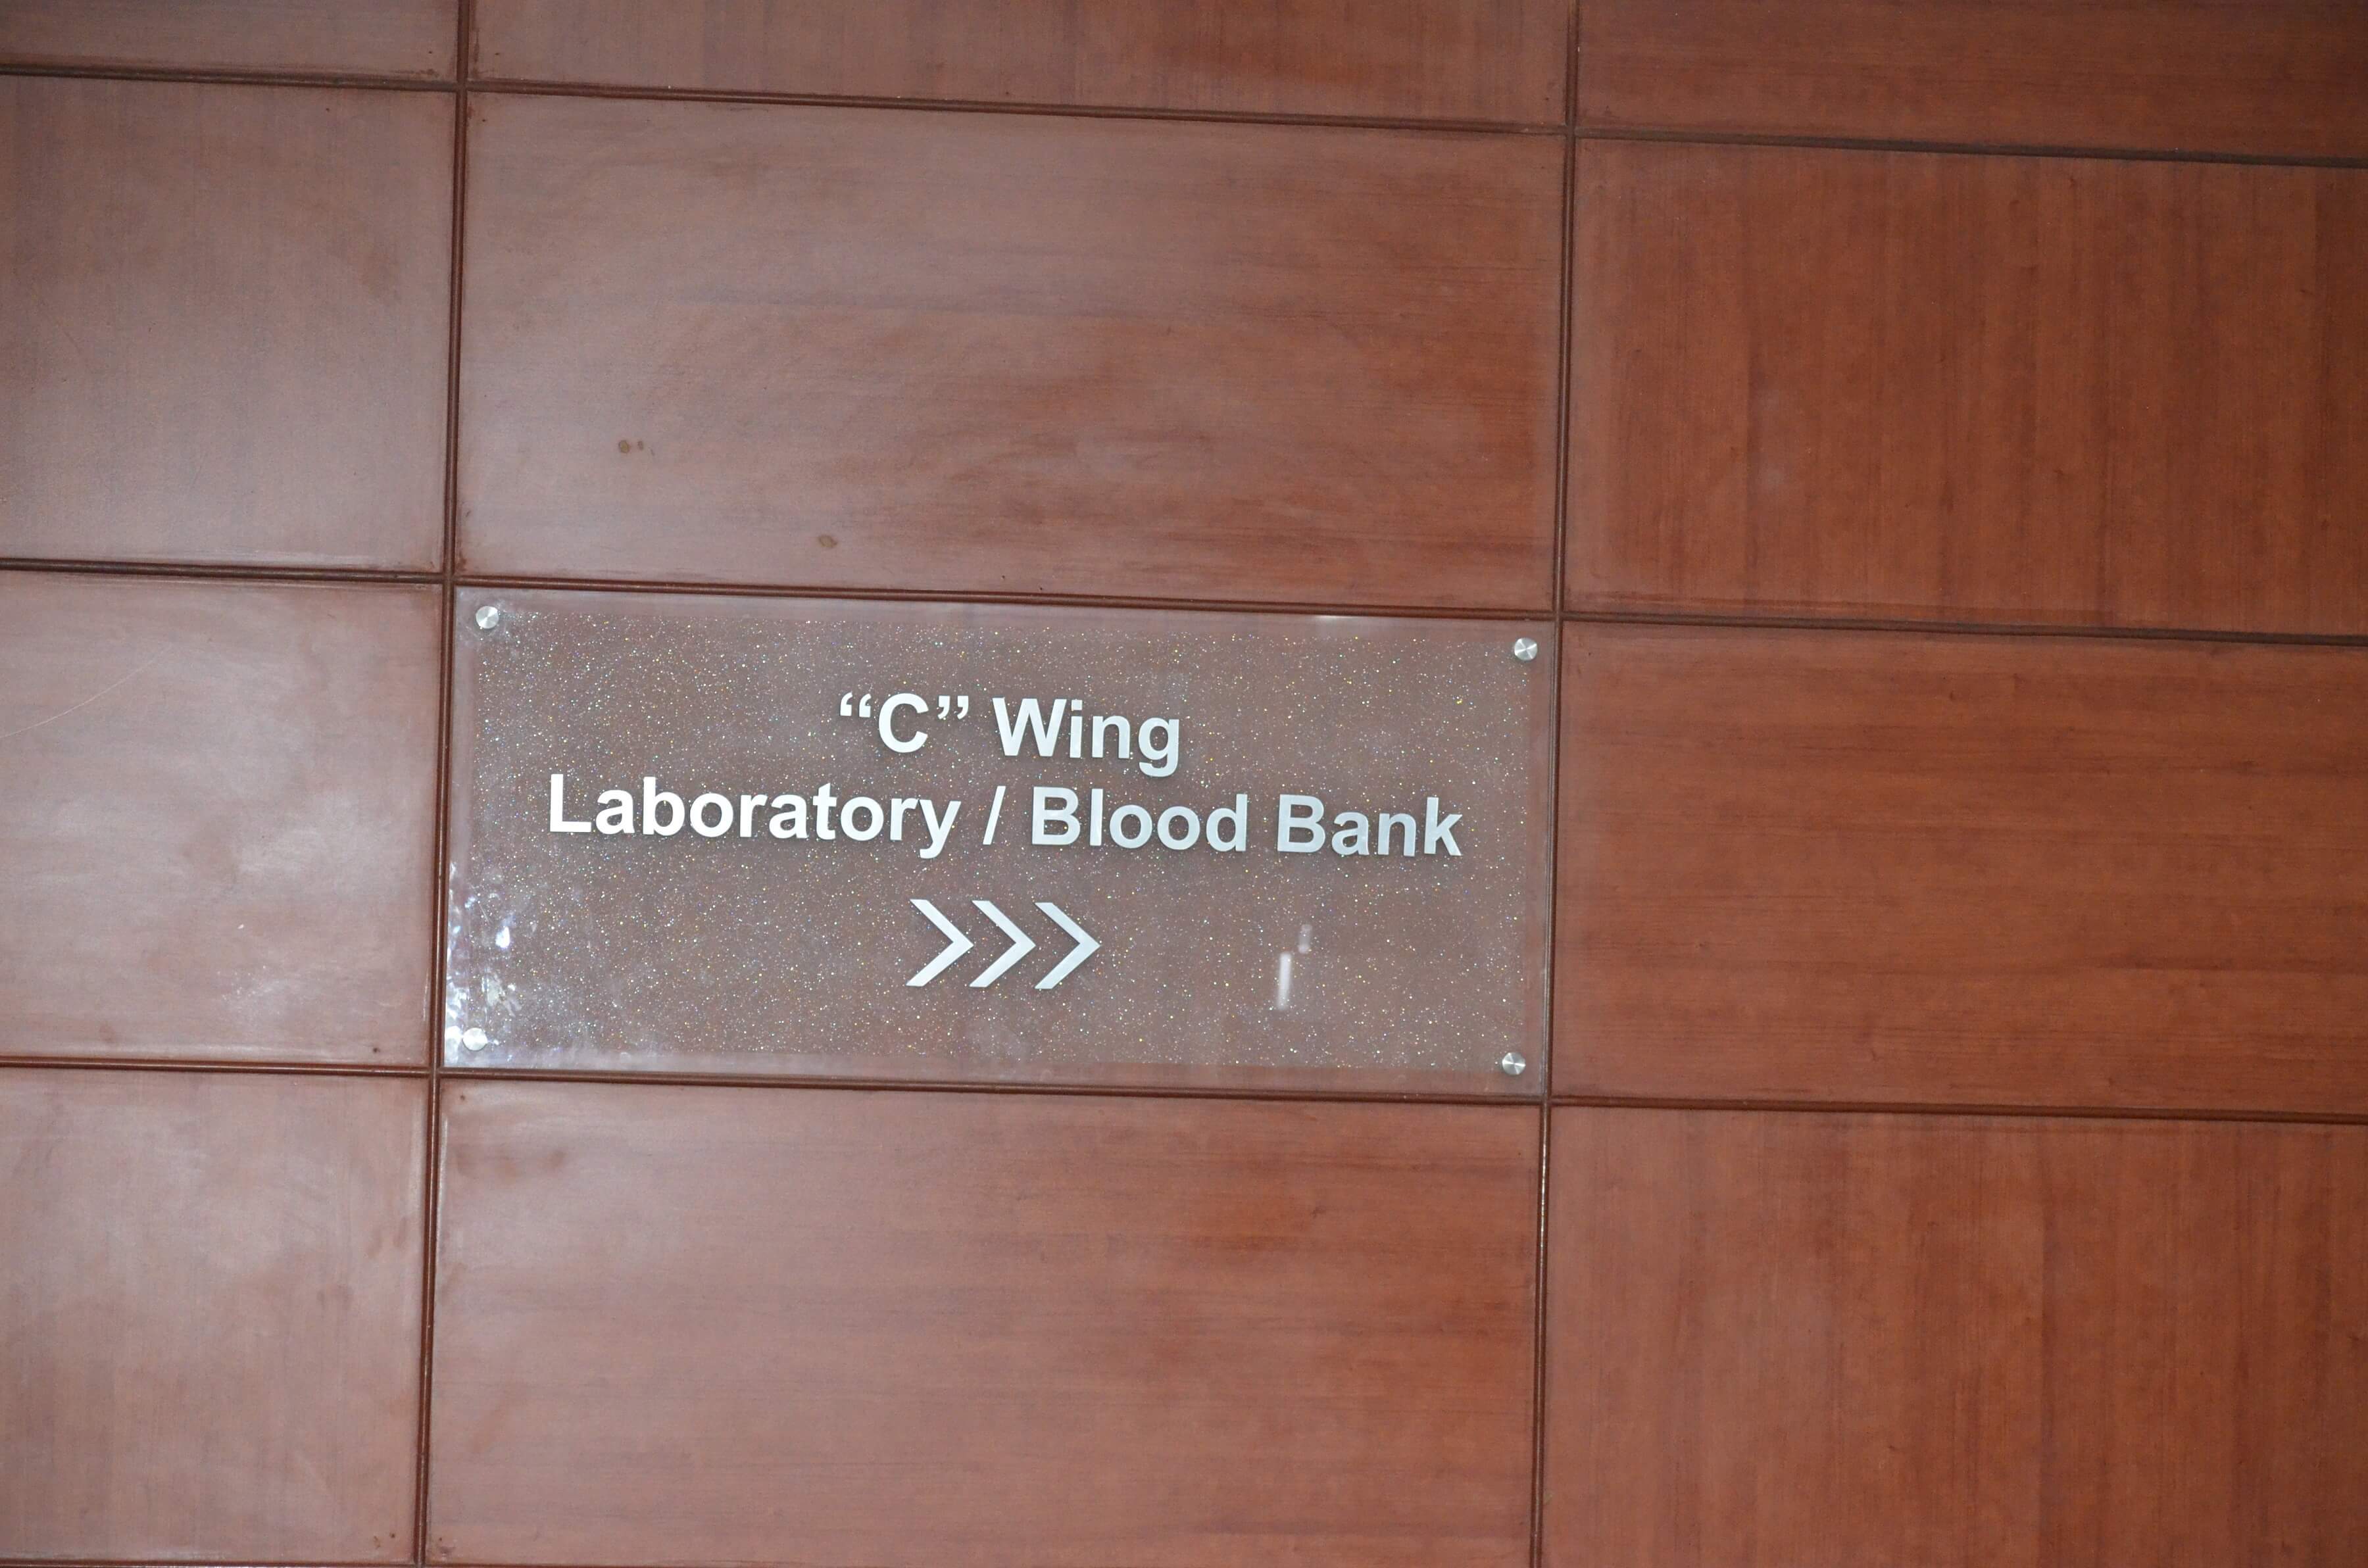 “C” Wing
Laboratory / Blood Bank